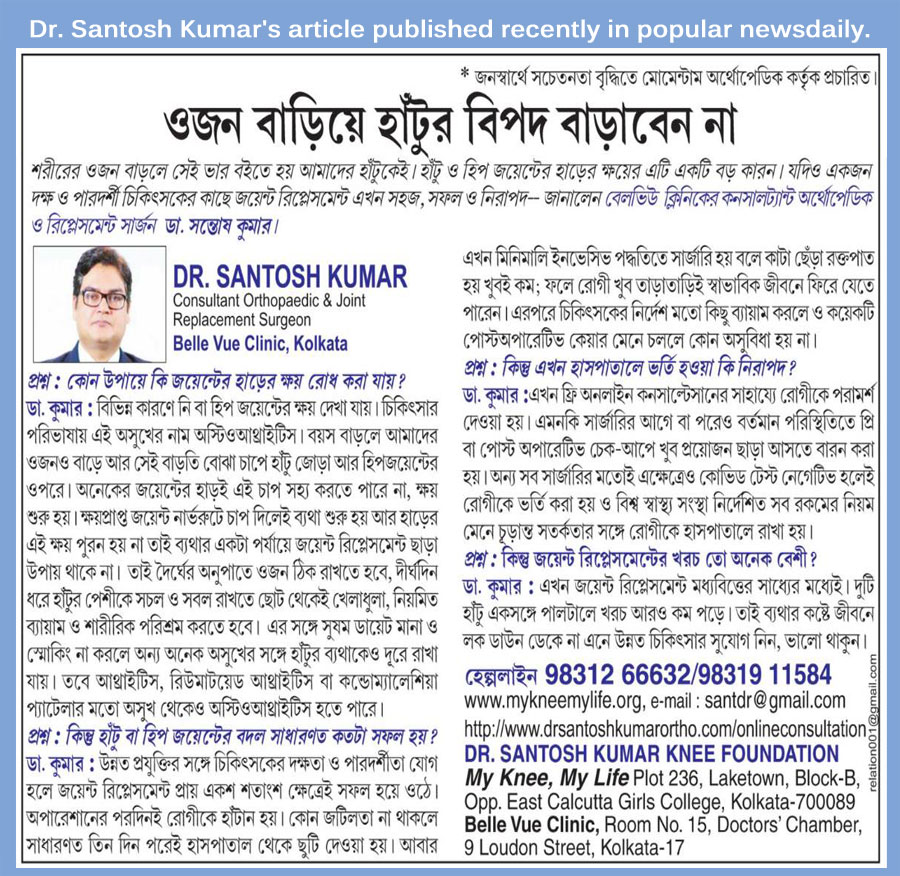 Dr. Santosh Kumar's article published recently in popular newsdaily.
* জনস্বার্থে সচেতনতা বৃদ্ধিতে মোমেন্টাম অর্থোপেডিক কর্তৃক প্রচারিত।
ওজন বাড়িয়ে হাঁটুর বিপদ বাড়াবেন না
শরীরের ওজন বাড়লে সেই ভার বইতে হয় আমাদের হাঁটুকেই। হাঁটু ও হিপ জয়েন্টের হাড়ের ক্ষয়ের এটি একটি বড় কারন। যদিও একজন
দক্ষ ও পারদর্শী চিকিৎসকের কাছে জয়েন্ট রিপ্লেসমেন্ট এখন সহজ, সফল ও নিরাপদ– জানালেন বেলভিউ ক্লিনিকের কনসালট্যান্ট অর্থোপেডিক
ও রিপ্লেসমেন্ট সার্জন ডা. সন্তোষ কুমার।
DR. SANTOSH KUMAR
Consultant Orthopaedic & Joint
Replacement Surgeon
Belle Vue Clinic, Kolkata
প্রশ্ন : কোন উপায়ে কি জয়েন্টের হাড়ের ক্ষয় রোধ করা যায়?
ডা. কুমার : বিভিন্ন কারণে নি বা হিপ জয়েন্টের ক্ষয় দেখা যায়। চিকিৎসার
পরিভাষায় এই অসুখের নাম অস্টিওআথ্রাইটিস। বয়স বাড়লে আমাদের
ওজনও বাড়ে আর সেই বাড়তি বোঝা চাপে হাঁটু জোড়া আর হিপজয়েন্টের
ওপরে। অনেকের জয়েন্টের হাড়ই এই চাপ সহ্য করতে পারে না, ক্ষয়
শুরু হয়। ক্ষয়প্রাপ্ত জয়েন্ট নার্ভরুটে চাপ দিলেই ব্যথা শুরু হয় আর হাড়ের
এই ক্ষয় পুরন হয় না তাই ব্যথার একটা পর্যায়ে জয়েন্ট রিপ্লেসমেন্ট ছাড়া
উপায় থাকে না। তাই দৈর্ঘের অনুপাতে ওজন ঠিক রাখতে হবে, দীর্ঘদিন
ধরে হাঁটুর পেশীকে সচল ও সবল রাখতে ছোট থেকেই খেলাধুলা, নিয়মিত
ব্যায়াম ও শারীরিক পরিশ্রম করতে হবে। এর সঙ্গে সুষম ডায়েট মানা ও
স্মোকিং না করলে অন্য অনেক অসুখের সঙ্গে হাঁটুর ব্যথাকেও দূরে রাখা
যায়। তবে আথ্রাইটিস, রিউমাটয়েড আথ্রাইটিস বা কন্ডোম্যালেশিয়া
প্যাটেলার মতো অসুখ থেকেও অস্টিওআথ্রাইটিস হতে পারে।
প্রশ্ন : কিন্তু হাঁটু বা হিপ জয়েন্টের বদল সাধারণত কতটা সফল হয়?
ডা. কুমার : উন্নত প্রযুক্তির সঙ্গে চিকিৎসকের দক্ষতা ও পারদর্শীতা যোগ
হলে জয়েন্ট রিপ্লেসমেন্ট প্রায় একশ শতাংশ ক্ষেত্রেই সফল হয়ে ওঠে।
অপারেশানের পরদিনই রোগীকে হাঁটান হয়। কোন জটিলতা না থাকলে
সাধারণত তিন দিন পরেই হাসপাতাল থেকে ছুটি দেওয়া হয়। আবার
এখন মিনিমালি ইনভেসিভ পদ্ধতিতে সার্জারি হয় বলে কাটা ছেঁড়া রক্তপাত
হয় খুবই কম; ফলে রোগী খুব তাড়াতাড়িই স্বাভাবিক জীবনে ফিরে যেতে
পারেন। এরপরে চিকিৎসকের নির্দেশ মতো কিছু ব্যায়াম করলে ও কয়েকটি
পোস্টঅপারেটিভ কেয়ার মেনে চললে কোন অসুবিধা হয় না।
প্রশ্ন : কিন্তু এখন হাসপাতালে ভর্তি হওয়া কি নিরাপদ?
ডা. কুমার :এখন ফ্রি অনলাইন কনসাল্টেসানের সাহায্যে রোগীকে পরামর্শ
দেওয়া হয়। এমনকি সার্জারির আগে বা পরেও বর্তমান পরিস্থিতিতে প্রি
বা পোস্ট অপারেটিভ চেক-আপে খুব প্রয়োজন ছাড়া আসতে বারন করা
হয়। অন্য সব সার্জারির মতোই এক্ষেত্রেও কোভিড টেস্ট নেগেটিভ হলেই
রোগীকে ভর্তি করা হয় ও বিশ্ব স্বাস্থ্য সংস্থা নির্দেশিত সব রকমের নিয়ম
মেনে চূড়ান্ত সতর্কতার সঙ্গে রোগীকে হাসপাতালে রাখা হয়।
প্রশ্ন : কিন্তু জয়েন্ট রিপ্লেসমেন্টের খরচ তো অনেক বেশী?
ডা. কুমার : এখন জয়েন্ট রিপ্লেসমেন্ট মধ্যবিত্তের সাধ্যের মধ্যেই। দুটি
হাঁটু একসঙ্গে পালটালে খরচ আরও কম পড়ে। তাই ব্যথার কষ্টে জীবনে
লক ডাউন ডেকে না এনে উন্নত চিকিৎসার সুযোগ নিন, ভালো থাকুন।
হেল্পলাইন 98312 66632/98319 11584
www.mykneemylife.org, e-mail : santdr@gmail.com
http://www.drsantoshkumarortho.com/onlineconsultation
DR. SANTOSH KUMAR KNEE FOUNDATION
My Knee, My Life Plot 236, Laketown, Block-B,
Opp. East Calcutta Girls College, Kolkata-700089
Belle Vue Clinic, Room No. 15, Doctors' Chamber,
9 Loudon Street, Kolkata-17
relation001@gmail.com